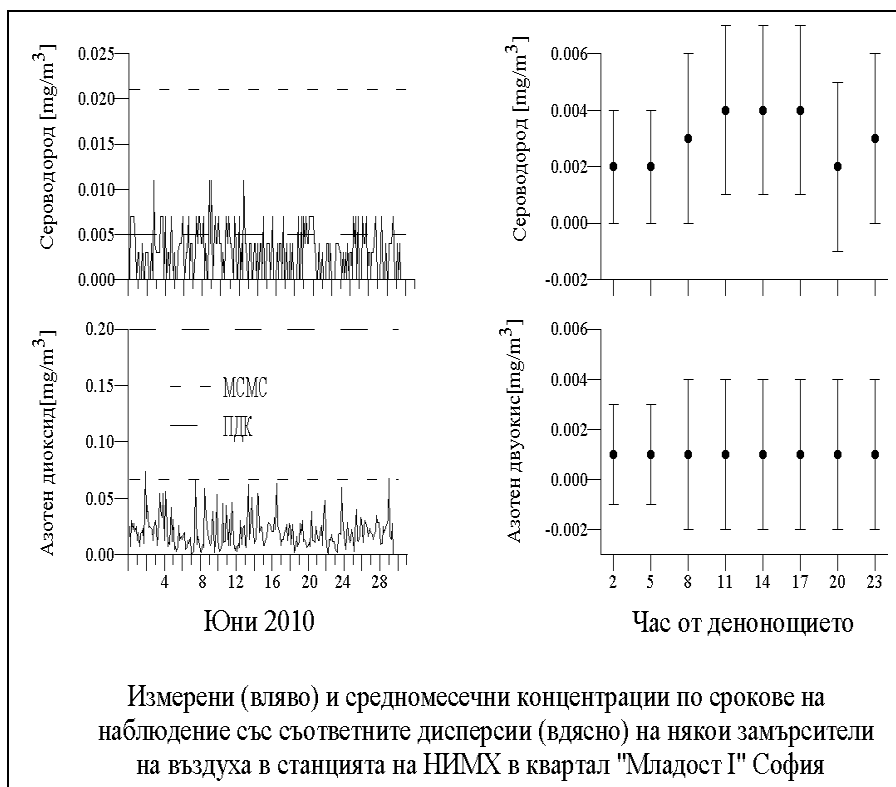 Сероводород [mg/m³]
0.025
0.020
0.015
0.010
0.005
0.000
Сероводород [mg/m³]
0.006
0.004
0.002
0.000
-0.002
Азотен диоксид[mg/m³]
0.20
0.15
0.10
0.05
0.00
МСМС
ПДК
4 8 12 16 20 24 28
Юни 2010
Азотен двуокис[mg/m³]
0.006
0.004
0.002
0.000
-0.002
2 5 8 11 14 17 20 23
Час от денонощието
Измерени (вляво) и средномесечни концентрации по срокове на
наблюдение със съответните дисперсии (вдясно) на някои замърсители
на въздуха в станцията на НИМХ в квартал "Младост I" София